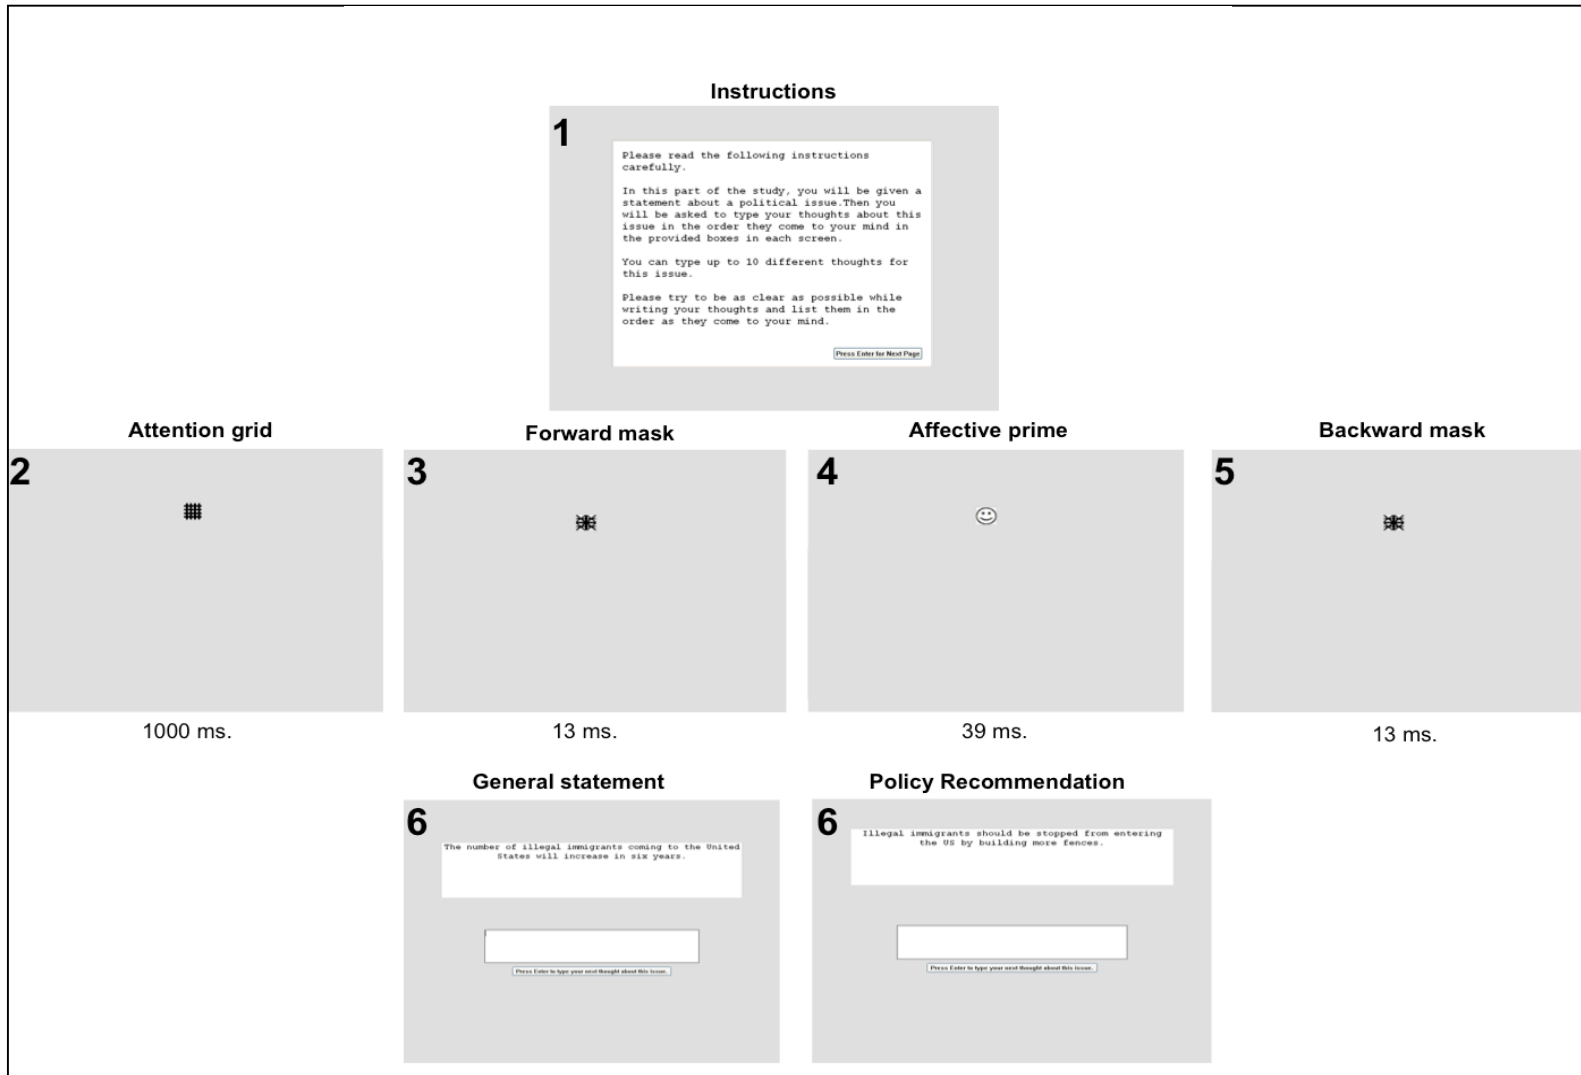 Instructions
1
Please read the following instructions
carefully.
In this part of the study, you will be given a
statement about a political issue.Then you
will be asked to type your thoughts about this
issue in the order they come to your mind in
the provided boxes in each screen.
You can type up to 10 different thoughts for
this issue.
Please try to be as clear as possible while
writing your thoughts and list them in the
order as they come to your mind.
Press Enter for Next Page
Attention grid
2
1000 ms.
Forward mask
3
13 ms.
Affective prime
4
39 ms.
Backward mask
5
13 ms.
General statement
6
The number of illegal immigrants coming to the United
States will increase in six years.
Press Enter to type your next thought about this issue.
Policy Recommendation
6
Illegal immigrants should be stopped from entering
the US by building more fences.
Press Enter to type your next thought about this issue.